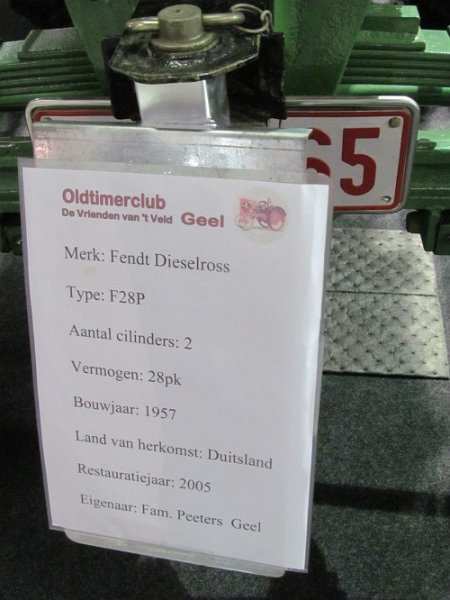 65
Oldtimerclub
De Vrienden van 't Veld Geel
Merk: Fendt Dieselross
Type: F28P
Aantal cilinders: 2
Vermogen: 28pk
Bouwjaar: 1957
Land van herkomst: Duitsland
Restauratiejaar: 2005
Eigenaar: Fam. Peeters Geel